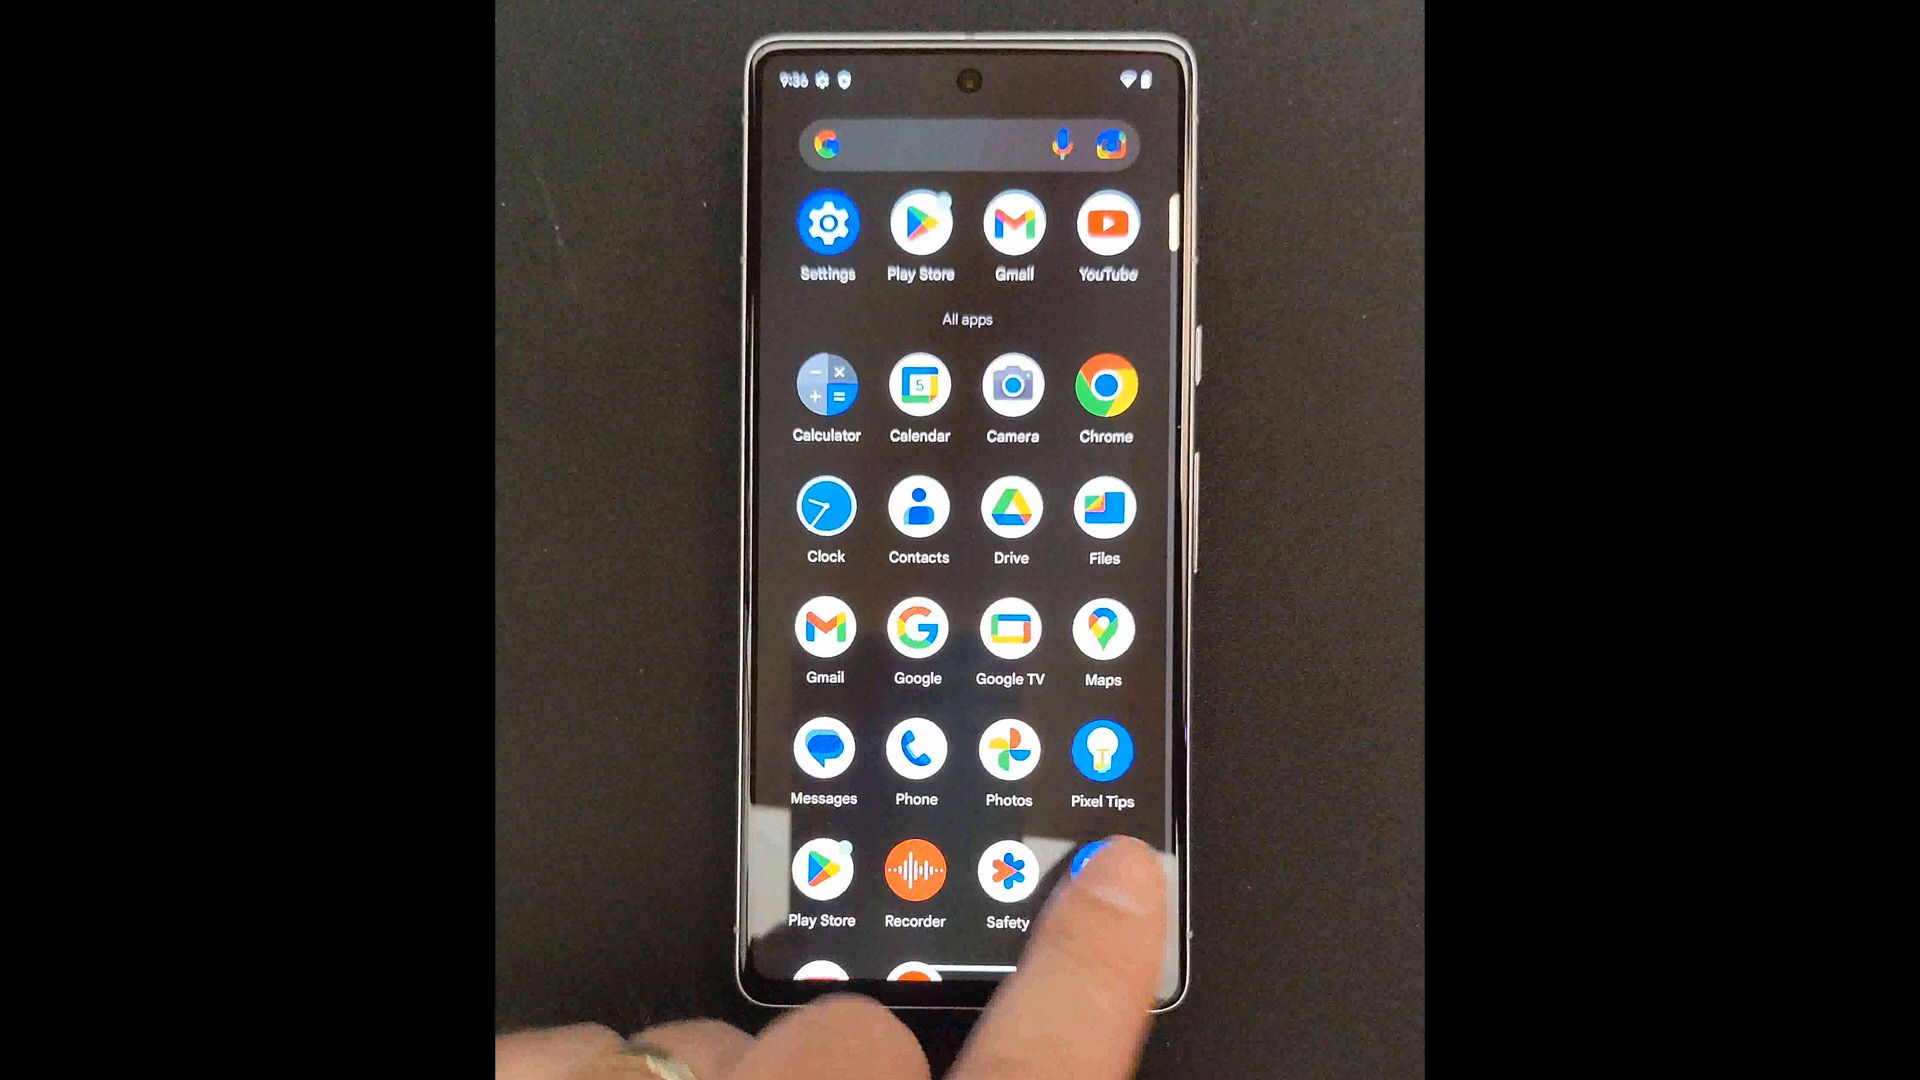 9:36
Settings Play Store Gmail YouTube
All apps
Calculator Calendar Camera Chrome
Clock Contacts Drive Files
Gmail Google Google TV Maps
Messages Phone Photos Pixel Tips
Play Store Recorder Safety